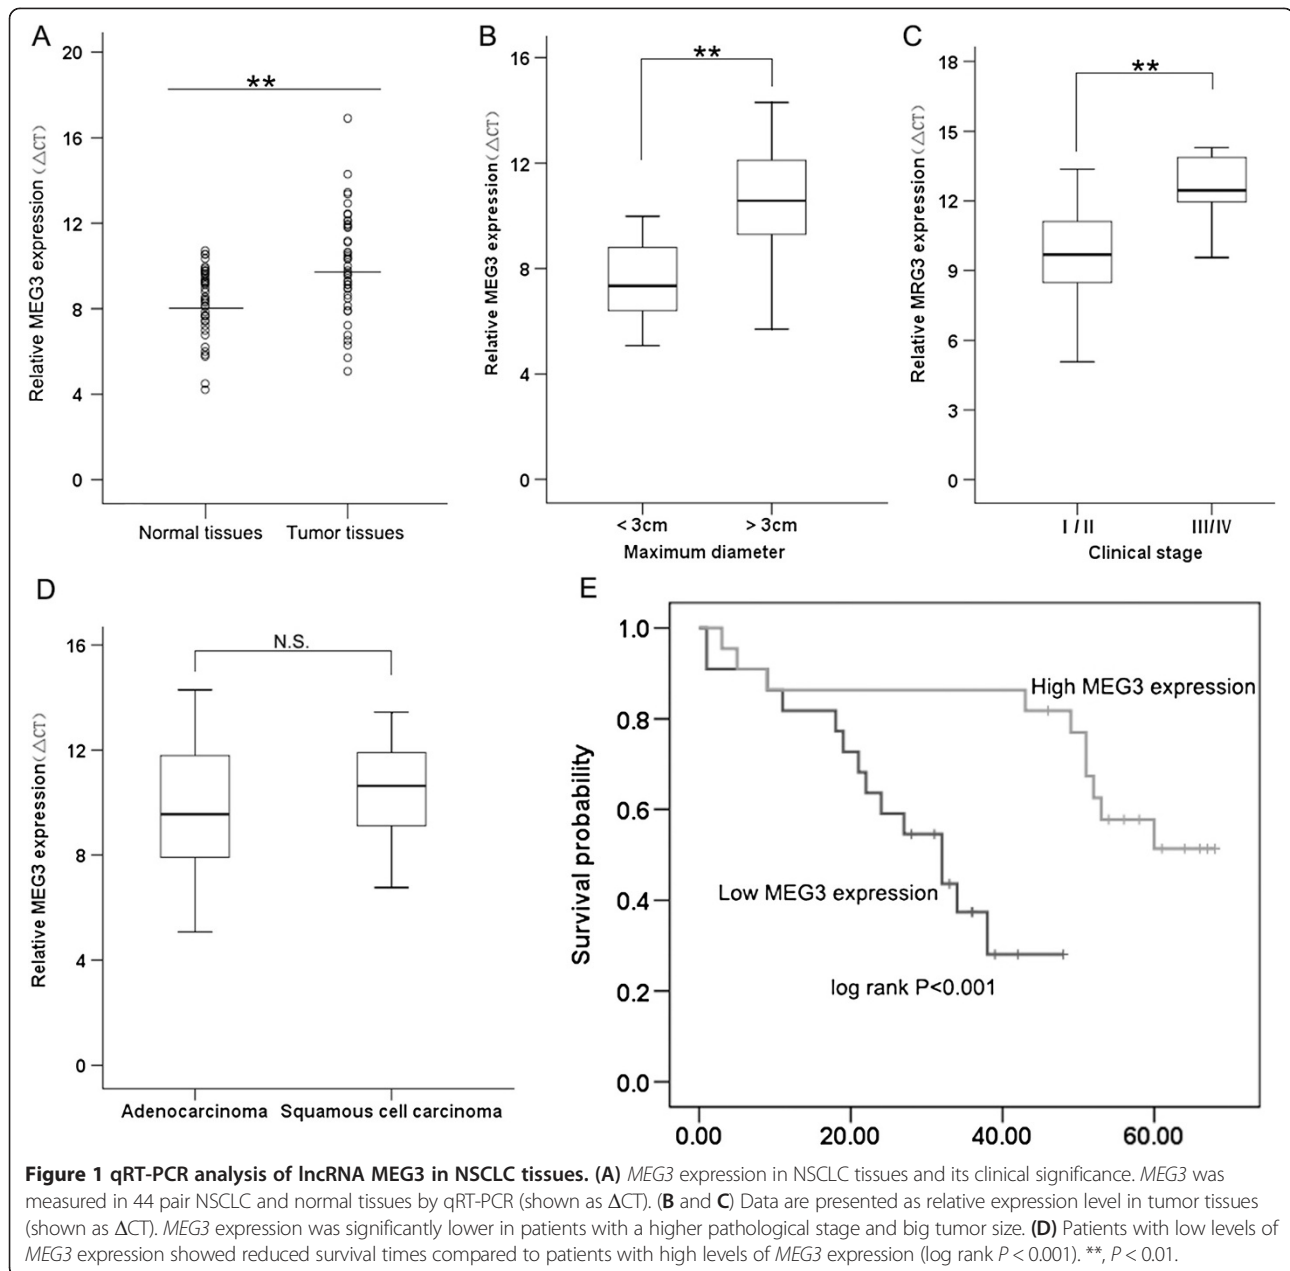 A
20
16
12
8
4
0
Relative MEG3 expression (△CT)
**
Normal tissues
Tumor tissues
B
16
12
8
4
0
Relative MEG3 expression(△CT)
**
< 3cm
> 3cm
Maximum diameter
C
18
15
12
9
6
3
0
Relative MRG3 expression(△CT)
**
I / II
III/IV
Clinical stage
D
16
12
8
4
0
Relative MEG3 expression(△CT)
N.S.
Adenocarcinoma
Squamous cell carcinoma
E
1.0
0.8
0.6
0.4
0.2
0.0
Survival probability
High MEG3 expression
Low MEG3 expression
log rank P<0.001
0.00
20.00
40.00
60.00
Figure 1 qRT-PCR analysis of lncRNA MEG3 in NSCLC tissues. (A) MEG3 expression in NSCLC tissues and its clinical significance. MEG3 was
measured in 44 pair NSCLC and normal tissues by qRT-PCR (shown as ΔCT). (B and C) Data are presented as relative expression level in tumor tissues
(shown as ΔCT). MEG3 expression was significantly lower in patients with a higher pathological stage and big tumor size. (D) Patients with low levels of
MEG3 expression showed reduced survival times compared to patients with high levels of MEG3 expression (log rank P < 0.001). **, P < 0.01.